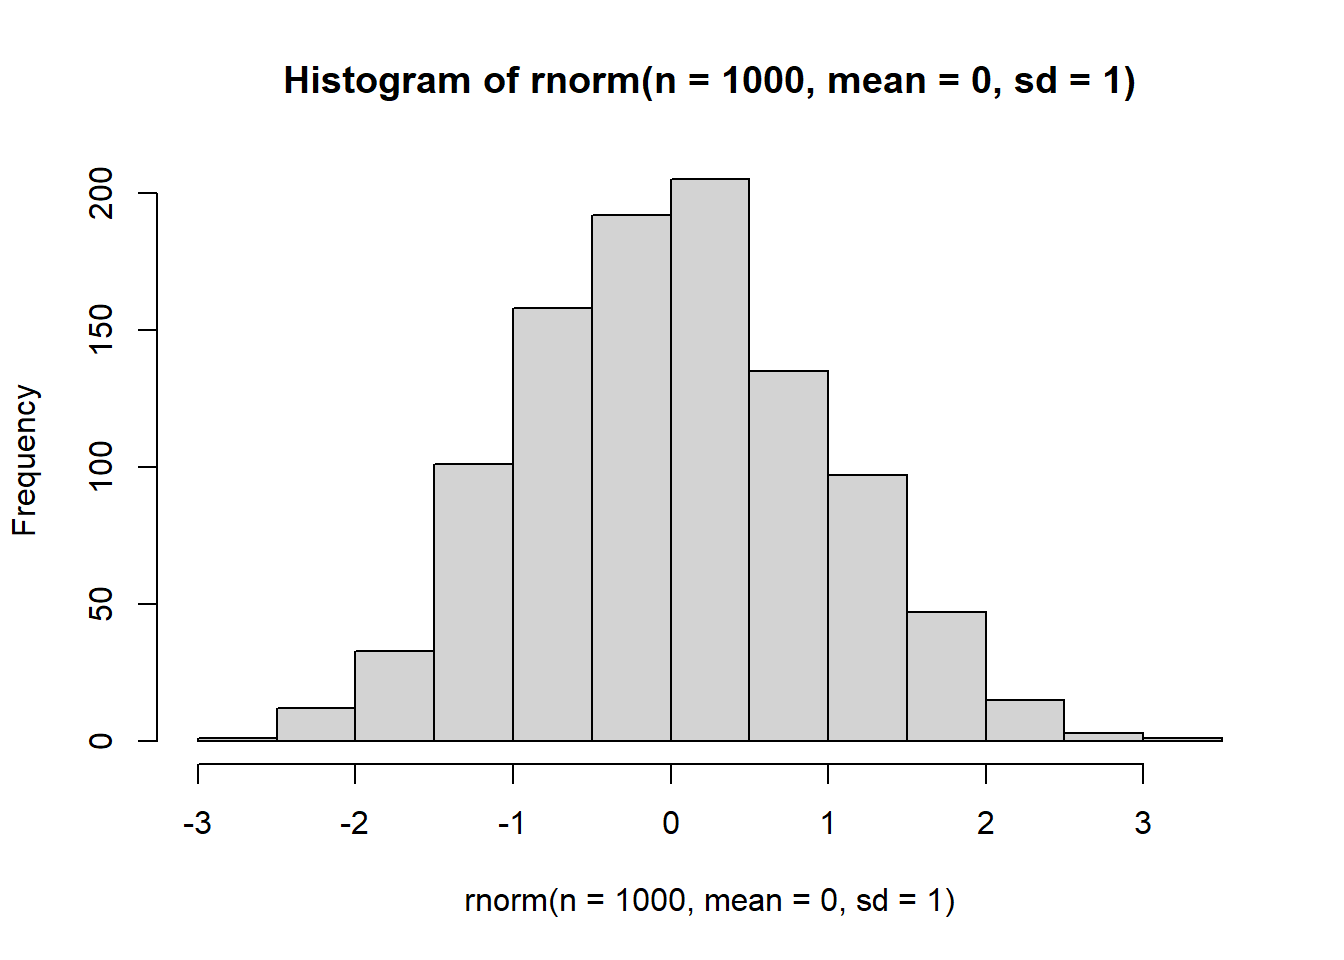 Histogram of rnorm(n = 1000, mean = 0, sd = 1)
Frequency
200
150
100
50
0
-3 -2 -1 0 1 2 3
rnorm(n = 1000, mean = 0, sd = 1)